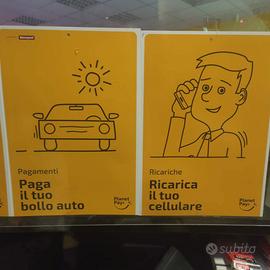 Pagamenti
Paga
il tuo
bollo auto
Planet
Pay
Ricariche
Ricarica
il tuo
cellulare
Planet
Pay
subito